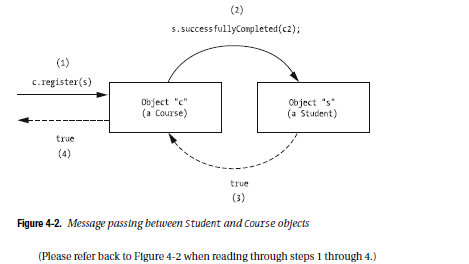 (2)
s.successfullyCompleted(c2);
(1)
c.register(s)
Object "c"
(a Course)
Object "s"
(a Student)
true
(4)
true
(3)
Figure 4-2. Message passing between Student and Course objects
(Please refer back to Figure 4-2 when reading through steps 1 through 4.)